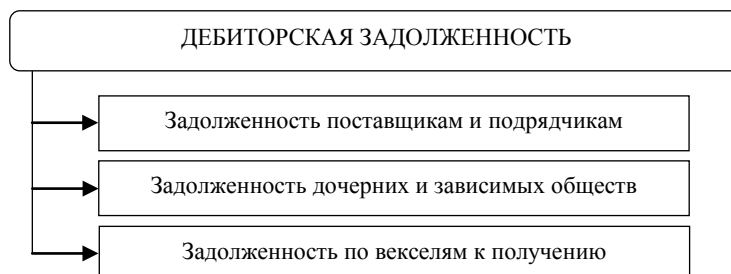 ДЕБИТОРСКАЯ ЗАДОЛЖЕННОСТЬ
Задолженность поставщикам и подрядчикам
Задолженность дочерних и зависимых обществ
Задолженность по векселям к получению